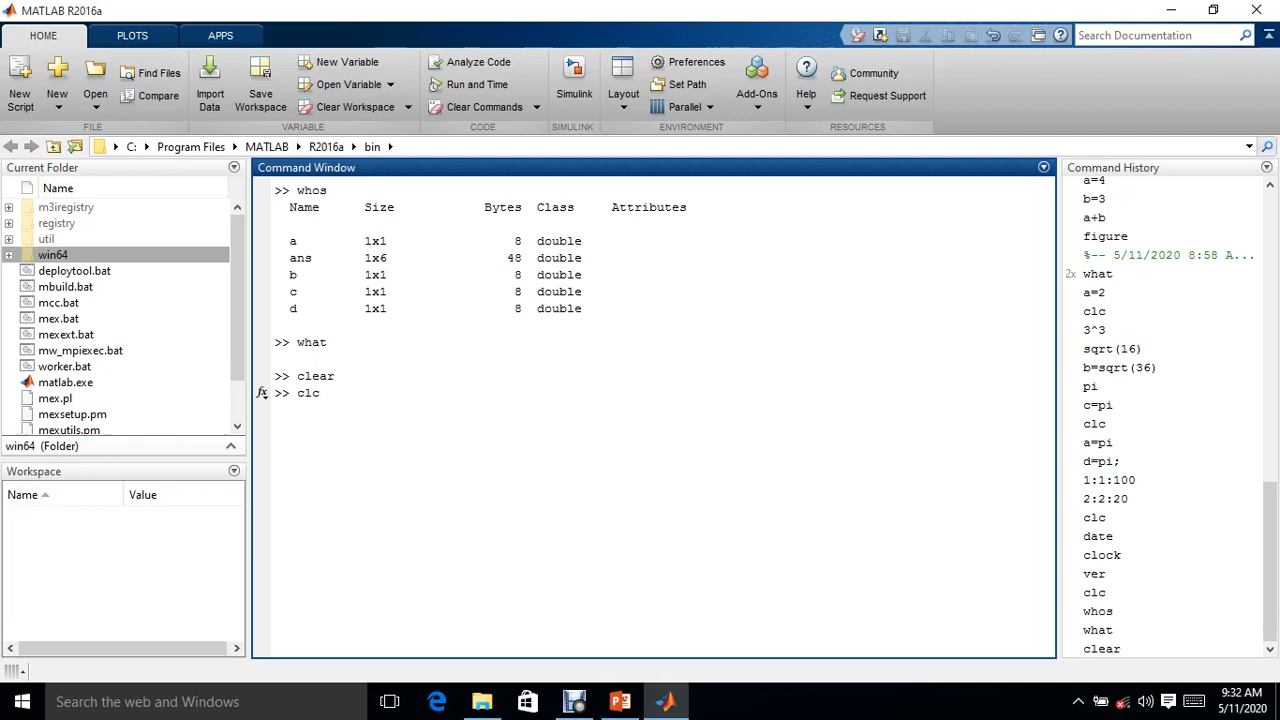 MATLAB R2016a
HOME PLOTS APPS Search Documentation
New Script New Open Find Files Compare
Import Data Save Workspace New Variable Open Variable Clear Workspace
Analyze Code Run and Time Clear Commands
Simulink Layout Preferences Set Path Parallel Add-Ons
Help Community Request Support
FILE VARIABLE CODE SIMULINK ENVIRONMENT RESOURCES
C: Program Files MATLAB R2016a bin
Current Folder
Name
m3iregistry
registry
util
win64
deploytool.bat
mbuild.bat
mcc.bat
mex.bat
mexext.bat
mw_mpiexec.bat
worker.bat
matlab.exe
mex.pl
mexsetup.pm
mexutils.pm
win64 (Folder)
Workspace
Name Value
Command Window
>> whos
Name Size Bytes Class Attributes
a 1x1 8 double
ans 1x6 48 double
b 1x1 8 double
c 1x1 8 double
d 1x1 8 double
>> what
>> clear
fx >> clc
Command History
a=4
b=3
a+b
figure
%-- 5/11/2020 8:58 A...
2x what
a=2
clc
3^3
sqrt(16)
b=sqrt(36)
pi
c=pi
clc
a=pi
d=pi;
1:1:100
2:2:20
clc
date
clock
ver
clc
whos
what
clear
Search the web and Windows
9:32 AM
5/11/2020